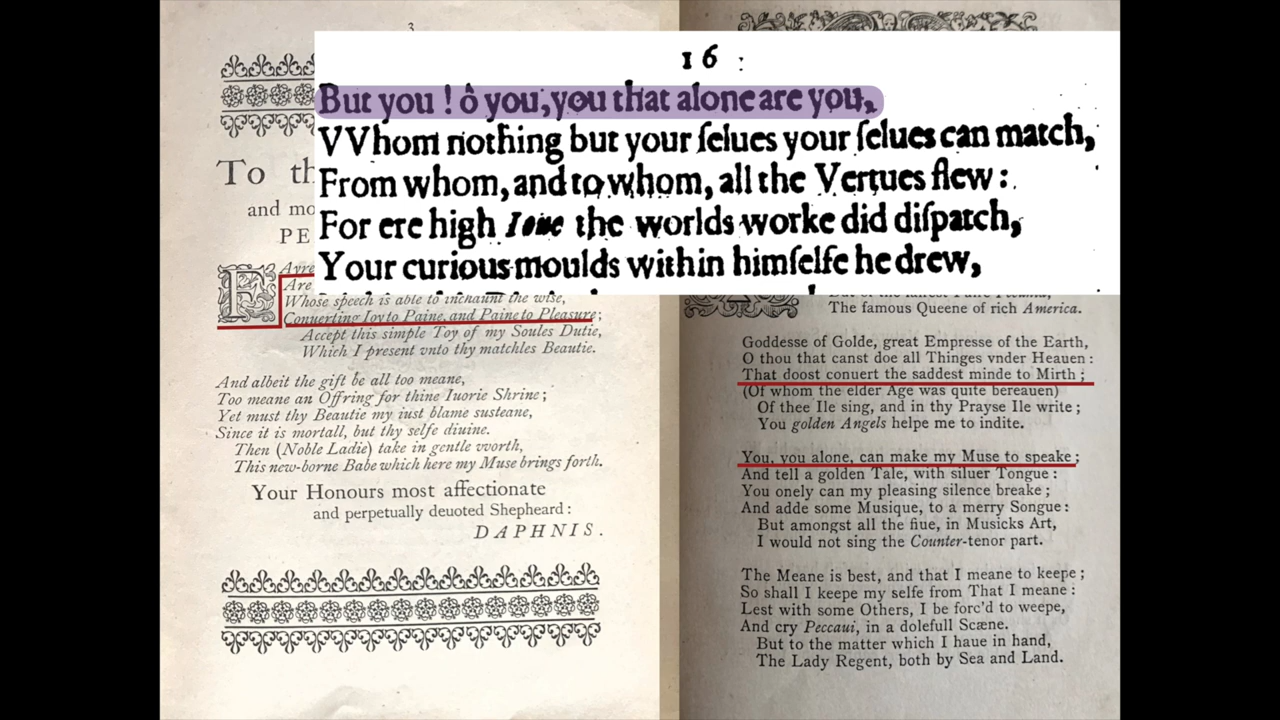 3
To th
and mo
PE
FAyre
Are
Whose speech is able to inchaunt the wise,
Conuerting Ioy to Paine, and Paine to Pleasure;
Accept this simple Toy of my Soules Dutie,
Which I present vnto thy matchles Beautie.
And albeit the gift be all too meane,
Too meane an Offring for thine Iuorie Shrine;
Yet must thy Beautie my iust blame susteane,
Since it is mortall, but thy selfe diuine.
Then (Noble Ladie) take in gentle vvorth,
This new-borne Babe which here my Muse brings forth.
Your Honours most affectionate
and perpetually deuoted Shepheard:
DAPHNIS.
16:
But you! ô you, you that alone are you,
VVhom nothing but your ſelues your ſelues can match,
From whom, and to whom, all the Vertues flew:
For ere high Ioue the worlds worke did diſpatch,
Your curious moulds within himſelfe he drew,
The famous Queene of rich America.
Goddesse of Golde, great Empresse of the Earth,
O thou that canst doe all Thinges vnder Heauen:
That doost conuert the saddest minde to Mirth;
(Of whom the elder Age was quite bereauen)
Of thee Ile sing, and in thy Prayse Ile write;
You golden Angels helpe me to indite.
You, you alone, can make my Muse to speake;
And tell a golden Tale, with siluer Tongue:
You onely can my pleasing silence breake;
And adde some Musique, to a merry Songue:
But amongst all the fiue, in Musicks Art,
I would not sing the Counter-tenor part.
The Meane is best, and that I meane to keepe;
So shall I keepe my selfe from That I meane:
Lest with some Others, I be forc'd to weepe,
And cry Peccaui, in a dolefull Scæne.
But to the matter which I haue in hand,
The Lady Regent, both by Sea and Land.